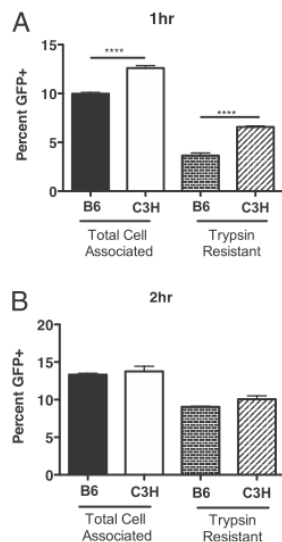 A
1hr
Percent GFP+
15
10
5
0
****
****
B6
C3H
B6
C3H
Total Cell Associated
Trypsin Resistant
B
2hr
Percent GFP+
20
15
10
5
0
B6
C3H
B6
C3H
Total Cell Associated
Trypsin Resistant